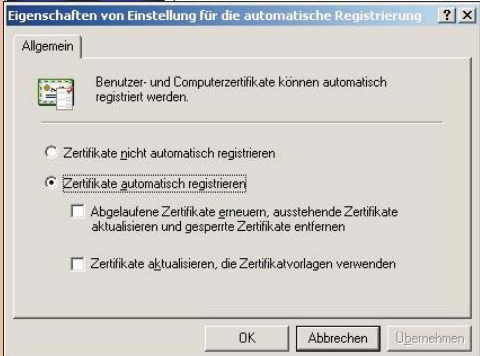 Eigenschaften von Einstellung für die automatische Registrierung
Allgemein
Benutzer- und Computerzertifikate können automatisch
registriert werden.
Zertifikate nicht automatisch registrieren
Zertifikate automatisch registrieren
Abgelaufene Zertifikate erneuern, ausstehende Zertifikate
aktualisieren und gesperrte Zertifikate entfernen
Zertifikate aktualisieren, die Zertifikatvorlagen verwenden
OK Abbrechen Übernehmen